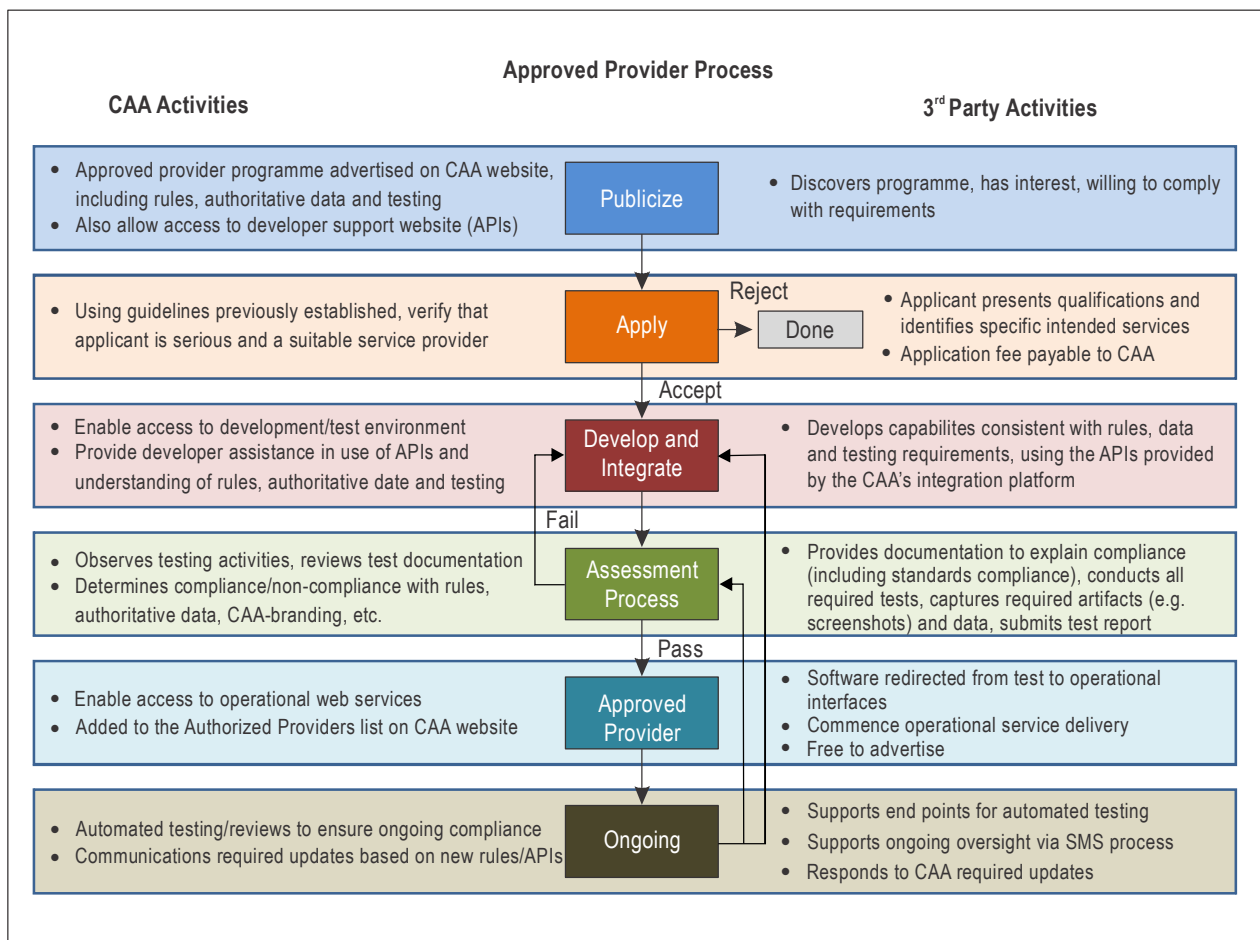 Approved Provider Process
CAA Activities
3rd Party Activities
• Approved provider programme advertised on CAA website,
including rules, authoritative data and testing
• Also allow access to developer support website (APIs)
Publicize
• Discovers programme, has interest, willing to comply
with requirements
• Using guidelines previously established, verify that
applicant is serious and a suitable service provider
Apply
Reject
Done
• Applicant presents qualifications and
identifies specific intended services
• Application fee payable to CAA
Accept
• Enable access to development/test environment
• Provide developer assistance in use of APIs and
understanding of rules, authoritative date and testing
Develop and
Integrate
• Develops capabilites consistent with rules, data
and testing requirements, using the APIs provided
by the CAA's integration platform
Fail
• Observes testing activities, reviews test documentation
• Determines compliance/non-compliance with rules,
authoritative data, CAA-branding, etc.
Assessment
Process
• Provides documentation to explain compliance
(including standards compliance), conducts all
required tests, captures required artifacts (e.g.
screenshots) and data, submits test report
Pass
• Enable access to operational web services
• Added to the Authorized Providers list on CAA website
Approved
Provider
• Software redirected from test to operational
interfaces
• Commence operational service delivery
• Free to advertise
• Automated testing/reviews to ensure ongoing compliance
• Communications required updates based on new rules/APIs
Ongoing
• Supports end points for automated testing
• Supports ongoing oversight via SMS process
• Responds to CAA required updates